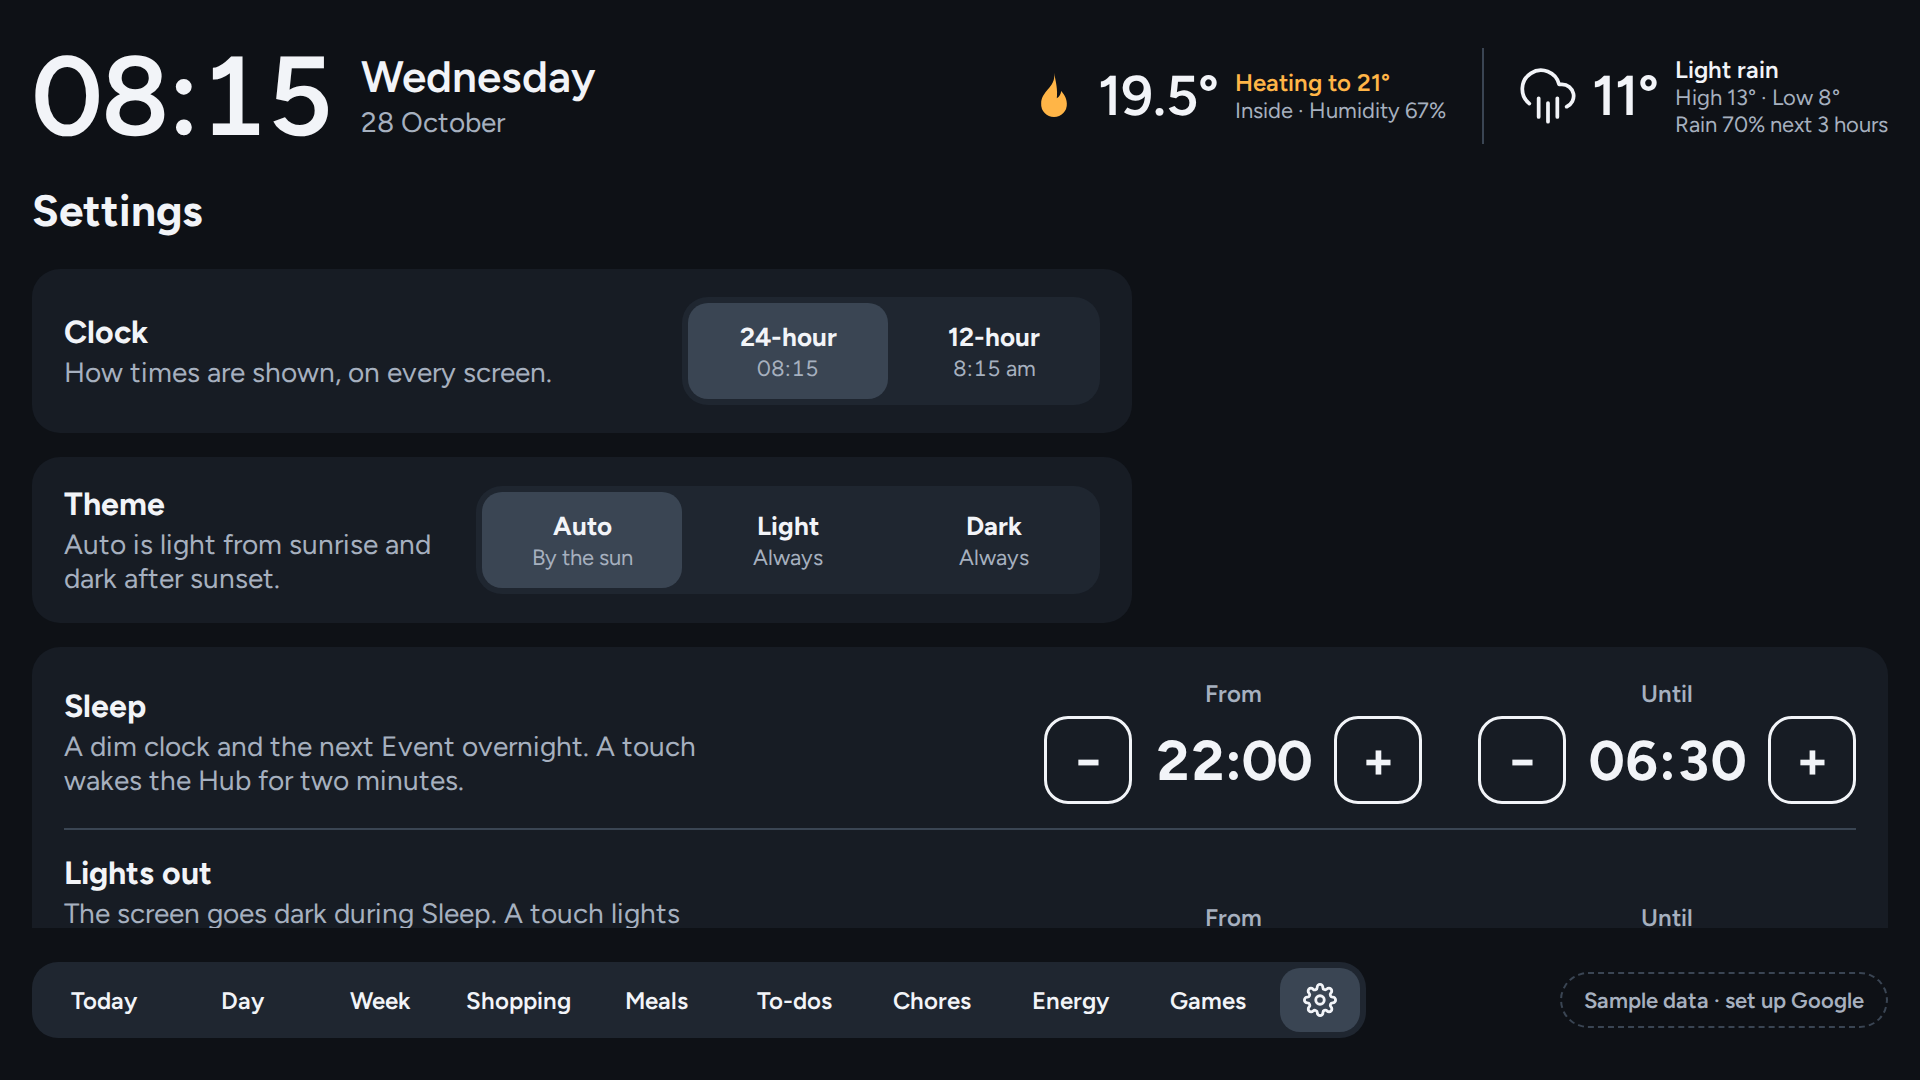 08:15
Wednesday
28 October
19.5°
Heating to 21°
Inside · Humidity 67%
11°
Light rain
High 13° · Low 8°
Rain 70% next 3 hours
Settings
Clock
How times are shown, on every screen.
24-hour
08:15
12-hour
8:15 am
Theme
Auto is light from sunrise and
dark after sunset.
Auto
By the sun
Light
Always
Dark
Always
Sleep
A dim clock and the next Event overnight. A touch
wakes the Hub for two minutes.
From
− 22:00 +
Until
− 06:30 +
Lights out
The screen goes dark during Sleep. A touch lights
From
Until
Today
Day
Week
Shopping
Meals
To-dos
Chores
Energy
Games
Sample data · set up Google